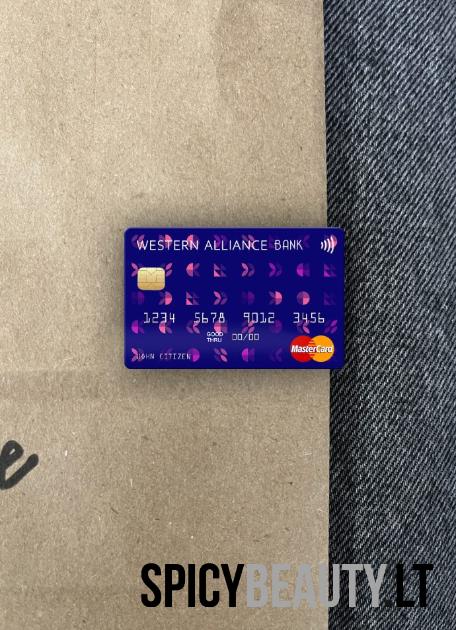 WESTERN ALLIANCE BANK
1234 5678 9012 3456
GOOD
THRU 00/00
JOHN CITIZEN
MasterCard
e
SPICYBEAUTY.LT